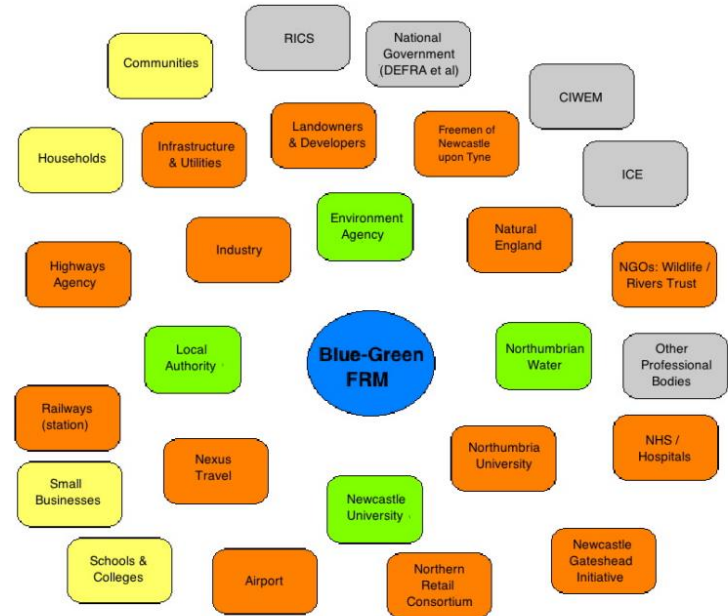 RICS
National
Government
(DEFRA et al)
Communities
CIWEM
Landowners
& Developers
Freemen of
Newcastle
upon Tyne
Infrastructure
& Utilities
Households
ICE
Environment
Agency
Natural
England
Industry
Highways
Agency
NGOs: Wildlife /
Rivers Trust
Local
Authority
Blue-Green
FRM
Northumbrian
Water
Other
Professional
Bodies
Railways
(station)
Nexus
Travel
Northumbria
University
NHS /
Hospitals
Small
Businesses
Newcastle
University
Schools &
Colleges
Airport
Northern
Retail
Consortium
Newcastle
Gateshead
Initiative